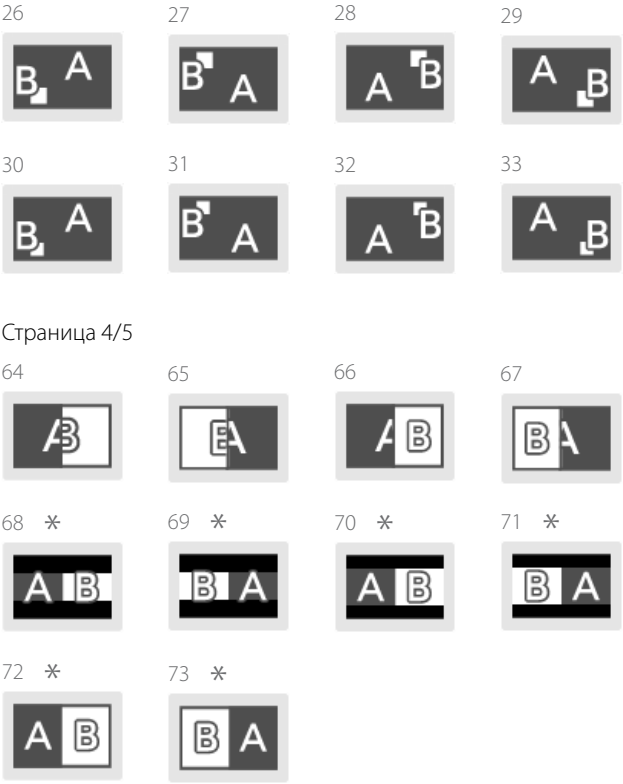 26 27 28 29
B A B A A B A B
30 31 32 33
B A B A A B A B
Страница 4/5
64 65 66 67
A B B A A B B A
68 * 69 * 70 * 71 *
A B B A A B B A
72 * 73 *
A B B A